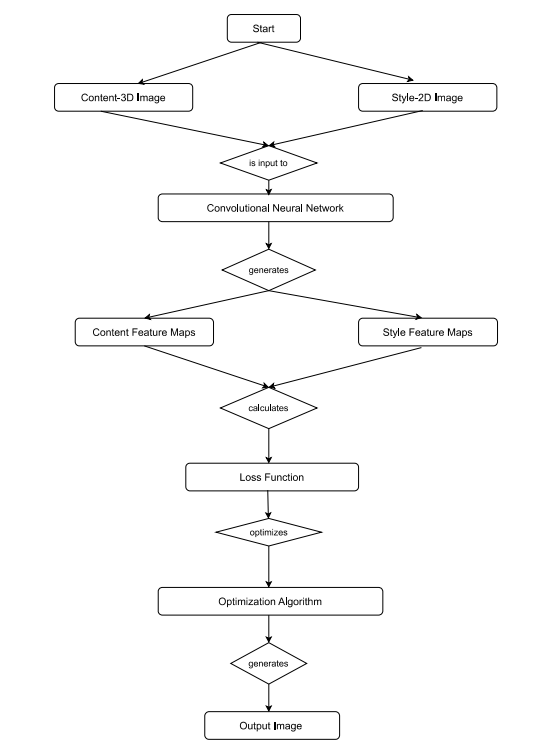 Start
Content-3D Image
Style-2D Image
is input to
Convolutional Neural Network
generates
Content Feature Maps
Style Feature Maps
calculates
Loss Function
optimizes
Optimization Algorithm
generates
Output Image